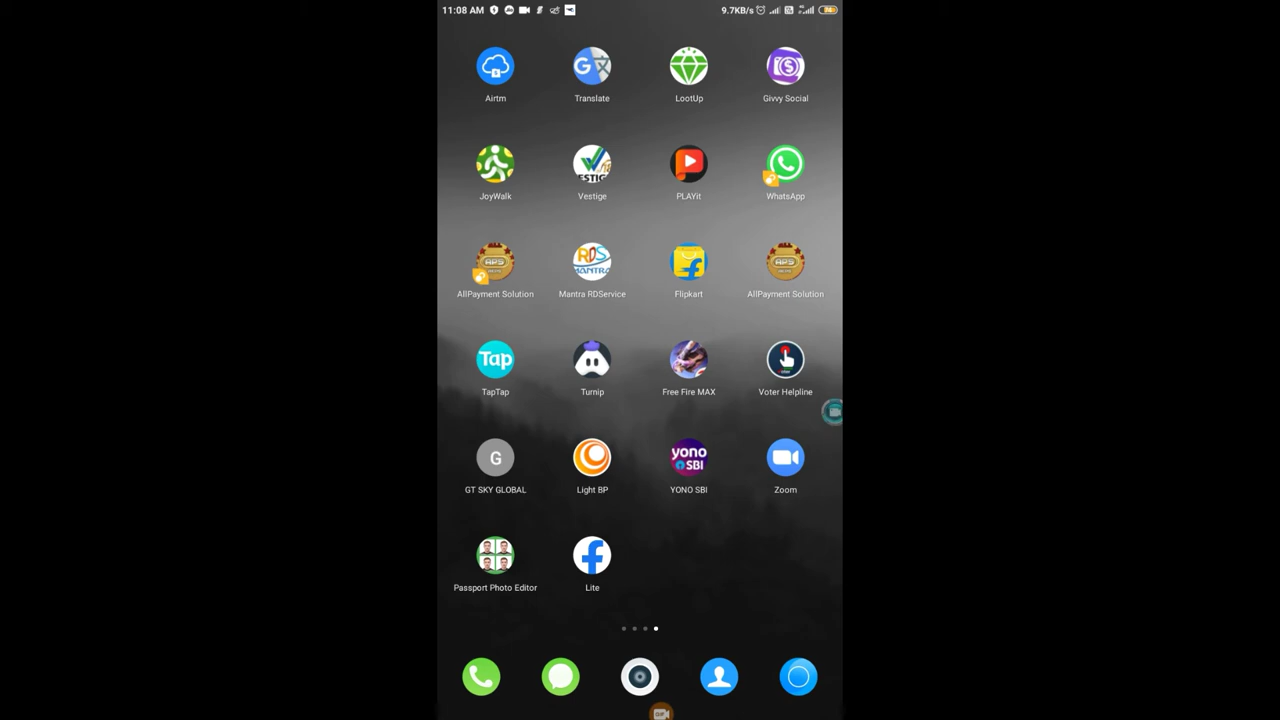 11:08 AM 9.7KB/s
Airtm Translate LootUp Givvy Social
JoyWalk Vestige PLAYit WhatsApp
AllPayment Solution Mantra RDService Flipkart AllPayment Solution
TapTap Turnip Free Fire MAX Voter Helpline
GT SKY GLOBAL Light BP YONO SBI Zoom
Passport Photo Editor Lite